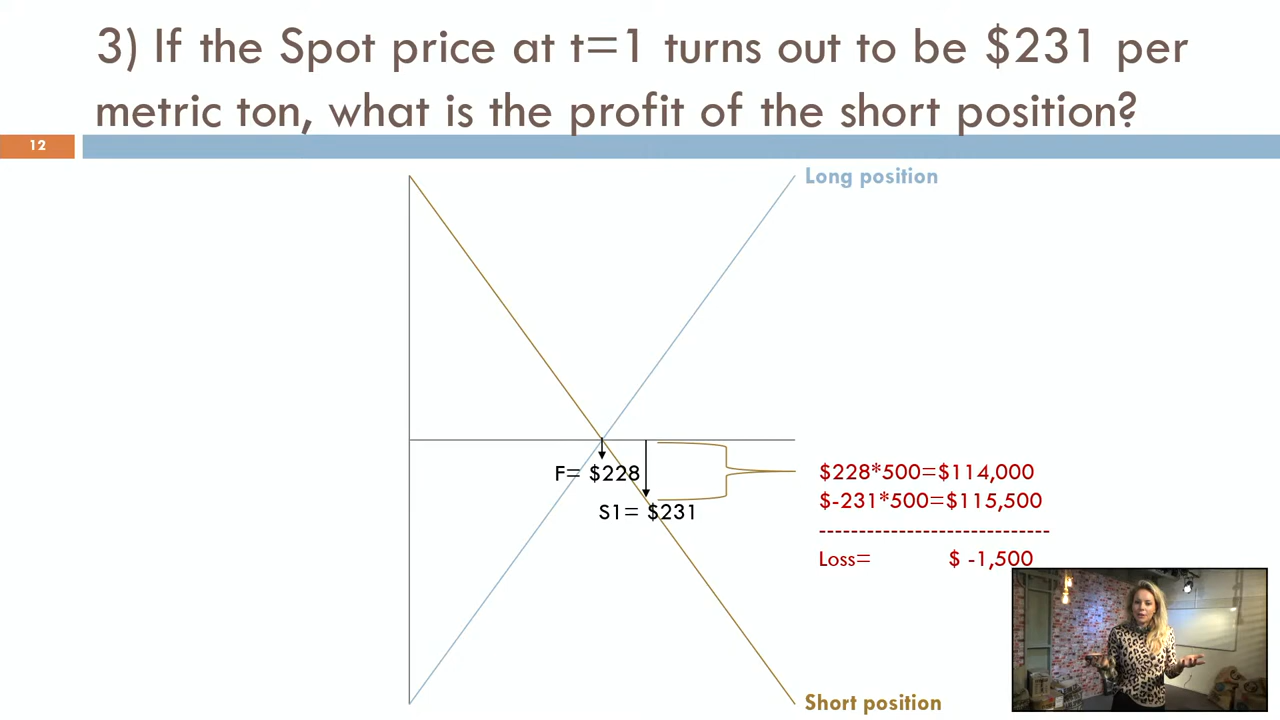 3) If the Spot price at t=1 turns out to be $231 per
metric ton, what is the profit of the short position?
12
Long position
F= $228
S1= $231
$228*500=$114,000
$-231*500=$115,500
-----------------------------
Loss= $ -1,500
Short position